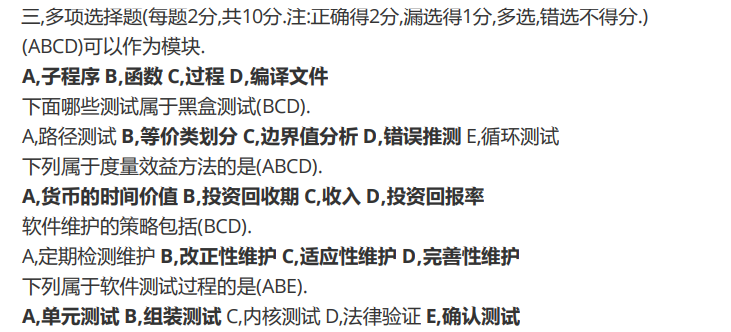 三,多项选择题(每题2分,共10分.注:正确得2分,漏选得1分,多选,错选不得分.)
(ABCD)可以作为模块.
A,子程序 B,函数 C,过程 D,编译文件
下面哪些测试属于黑盒测试(BCD).
A,路径测试 B,等价类划分 C,边界值分析 D,错误推测 E,循环测试
下列属于度量效益方法的是(ABCD).
A,货币的时间价值 B,投资回收期 C,收入 D,投资回报率
软件维护的策略包括(BCD).
A,定期检测维护 B,改正性维护 C,适应性维护 D,完善性维护
下列属于软件测试过程的是(ABE).
A,单元测试 B,组装测试 C,内核测试 D,法律验证 E,确认测试